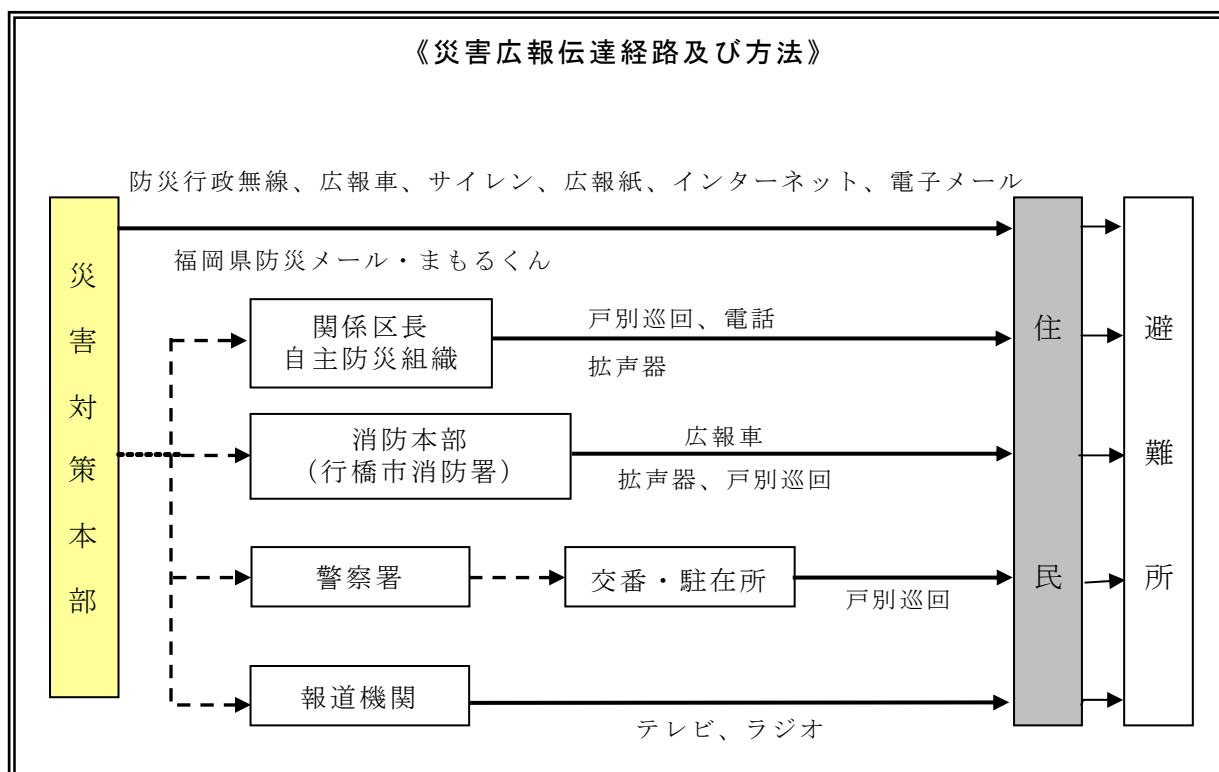 《災害広報伝達経路及び方法》
防災行政無線、広報車、サイレン、広報紙、インターネット、電子メール
福岡県防災メール・まもるくん
災害対策本部
関係区長
自主防災組織
戸別巡回、電話
拡声器
消防本部
(行橋市消防署)
広報車
拡声器、戸別巡回
警察署
交番・駐在所
戸別巡回
報道機関
テレビ、ラジオ
住民
避難所